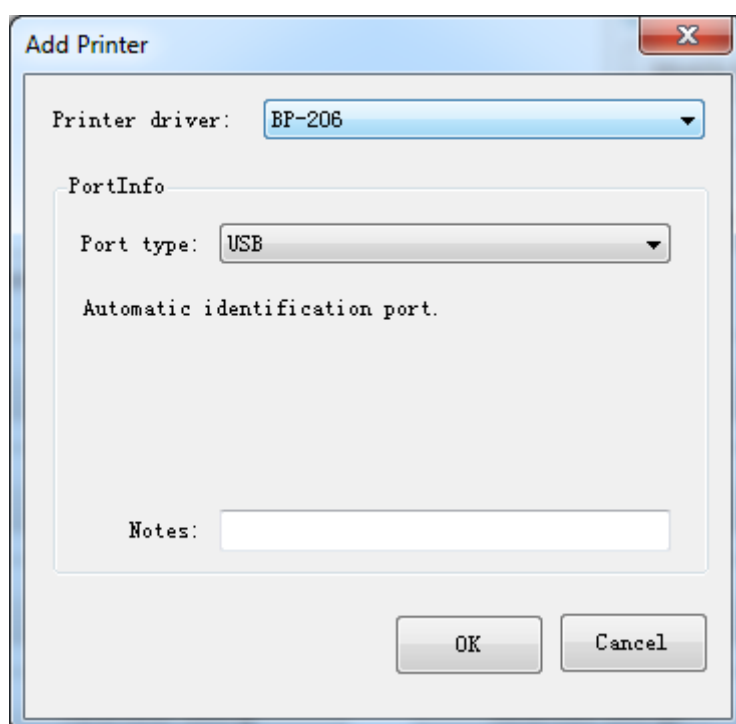 Add Printer
Printer driver: BP-206
PortInfo
Port type: USB
Automatic identification port.
Notes:
OK Cancel